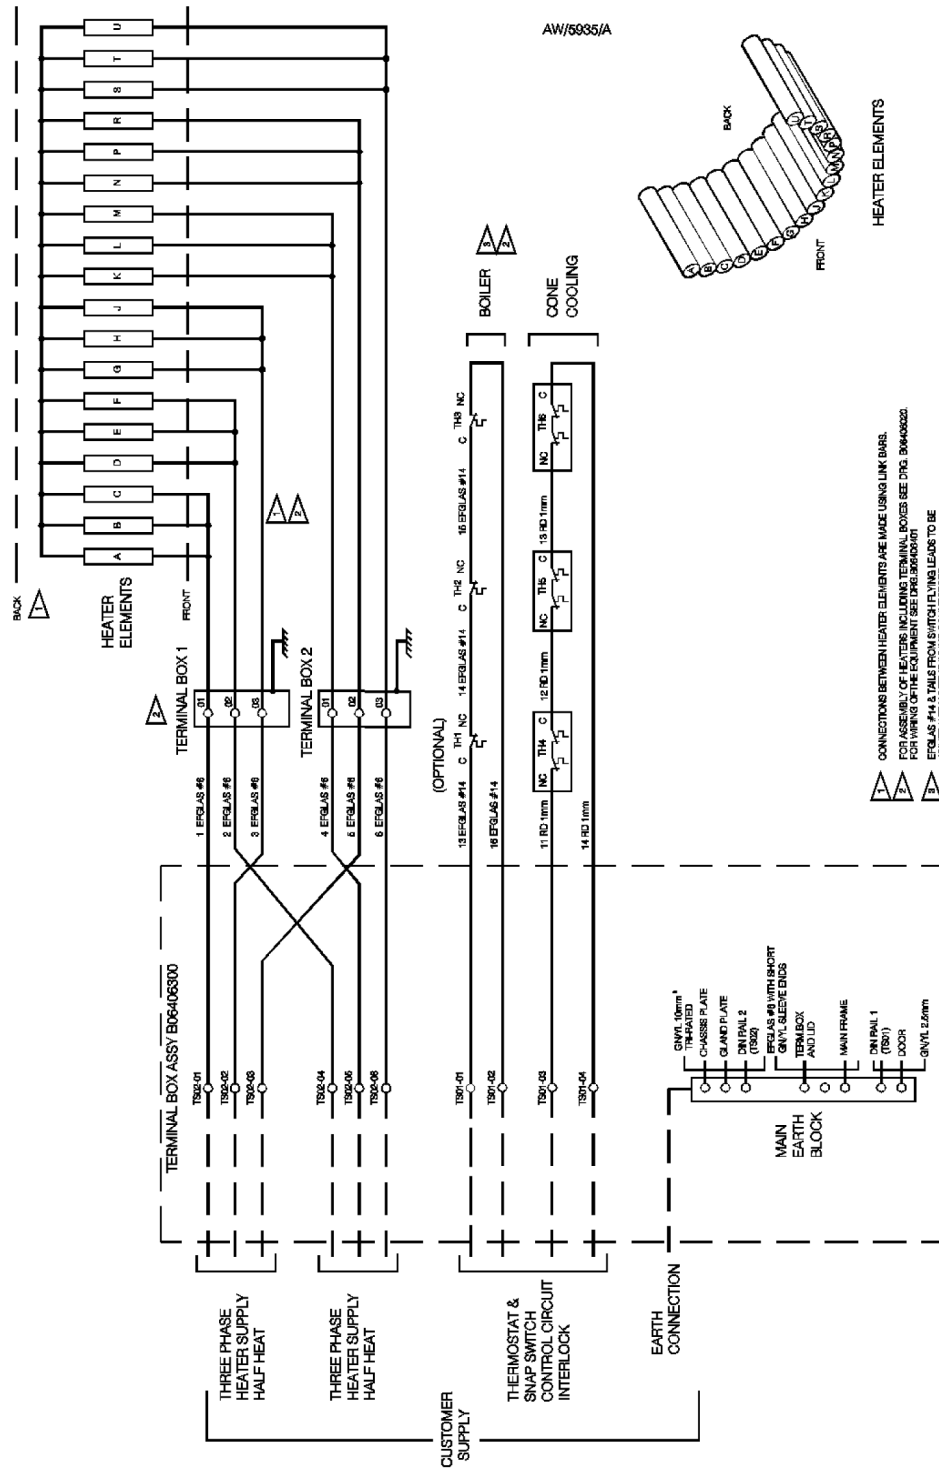 AW/5935/A
BACK
1
HEATER
ELEMENTS
FRONT
A
B
C
D
E
F
G
H
J
K
L
M
N
P
R
S
T
U
1
2
2
TERMINAL BOX 1
01
02
03
TERMINAL BOX 2
01
02
03
1 EFGLAS #6
2 EFGLAS #6
3 EFGLAS #6
4 EFGLAS #6
5 EFGLAS #6
6 EFGLAS #6
(OPTIONAL)
13 EFGLAS #14
C TH1 NC
14 EFGLAS #14
C TH2 NC
15 EFGLAS #14
C TH3 NC
16 EFGLAS #14
BOILER
3
2
11 RD 1mm
NC TH4 C
12 RD 1mm
NC TH5 C
13 RD 1mm
NC TH6 C
14 RD 1mm
CONE
COOLING
TERMINAL BOX ASSY B06406300
TS02-01
TS02-02
TS02-03
TS02-04
TS02-05
TS02-06
TS01-01
TS01-02
TS01-03
TS01-04
THREE PHASE
HEATER SUPPLY
HALF HEAT
THREE PHASE
HEATER SUPPLY
HALF HEAT
THERMOSTAT &
SNAP SWITCH
CONTROL CIRCUIT
INTERLOCK
EARTH
CONNECTION
CUSTOMER
SUPPLY
MAIN
EARTH
BLOCK
GN/YL 10mm²
TRI-RATED
CHASSIS PLATE
GLAND PLATE
DIN RAIL 2
(TS02)
EFGLAS #6 WITH SHORT
GN/YL SLEEVE ENDS
TERM.BOX
AND LID
MAIN FRAME
DIN RAIL 1
(TS01)
DOOR
GN/YL 2.5mm
BACK
FRONT
A
B
C
D
E
F
G
H
J
K
L
M
N
P
R
S
T
U
HEATER ELEMENTS
1 CONNECTIONS BETWEEN HEATER ELEMENTS ARE MADE USING LINK BARS.
2 FOR ASSEMBLY OF HEATERS INCLUDING TERMINAL BOXES SEE DRG. B06406020.
FOR WIRING OF THE EQUIPMENT SEE DRG.B06406401
3 EFGLAS #14 & TAILS FROM SWITCH FLYING LEADS TO BE